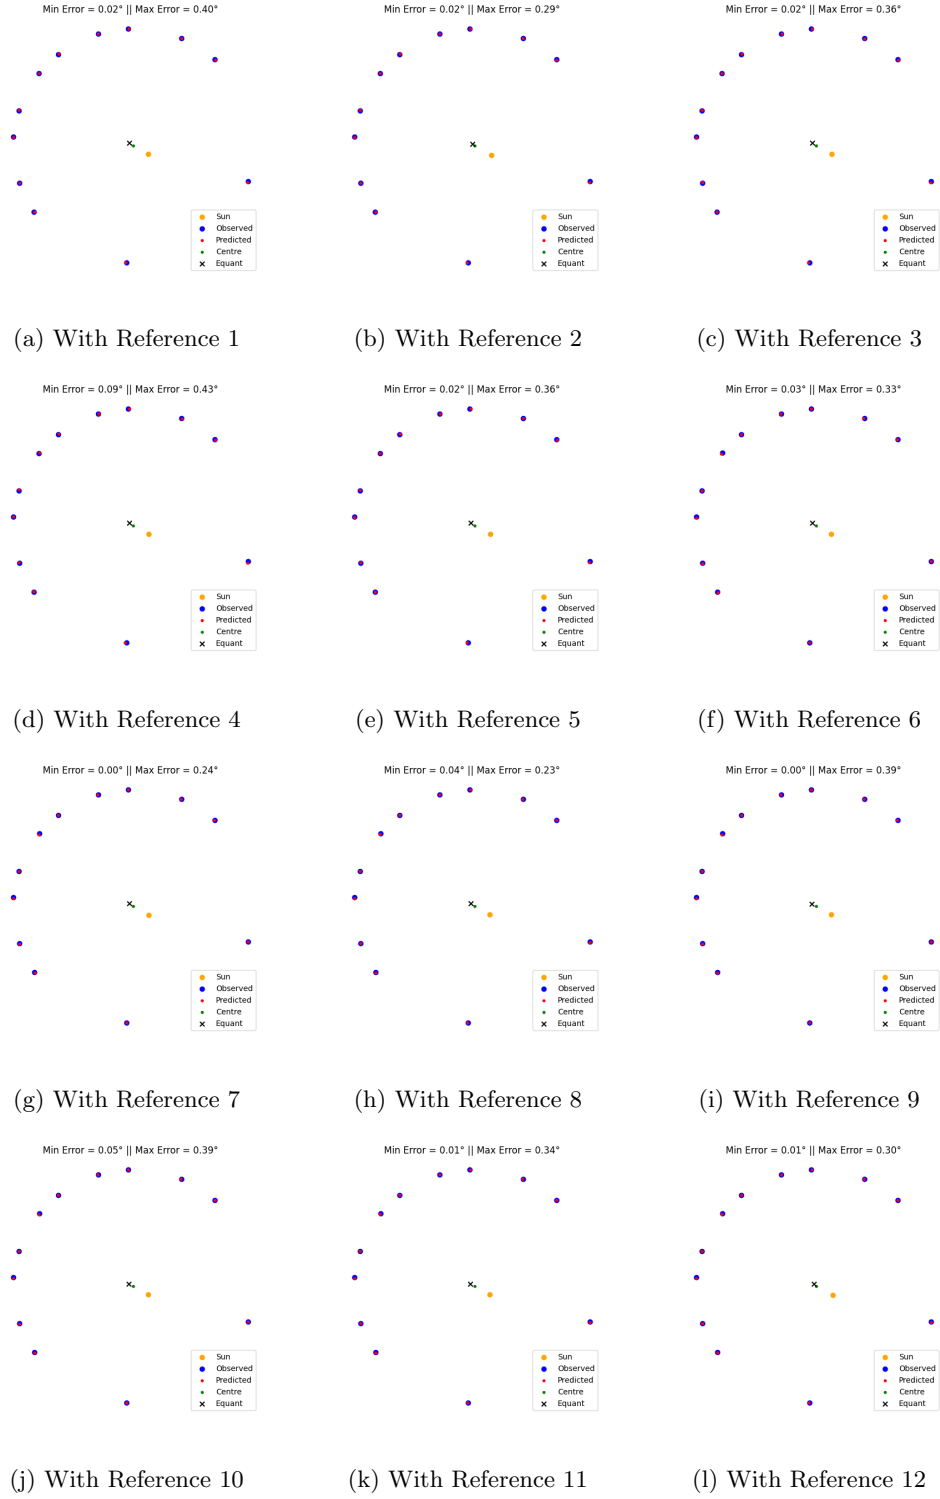 Min Error = 0.02° || Max Error = 0.40°
Sun
Observed
Predicted
Centre
Equant
(a) With Reference 1
Min Error = 0.02° || Max Error = 0.29°
Sun
Observed
Predicted
Centre
Equant
(b) With Reference 2
Min Error = 0.02° || Max Error = 0.36°
Sun
Observed
Predicted
Centre
Equant
(c) With Reference 3
Min Error = 0.09° || Max Error = 0.43°
Sun
Observed
Predicted
Centre
Equant
(d) With Reference 4
Min Error = 0.02° || Max Error = 0.36°
Sun
Observed
Predicted
Centre
Equant
(e) With Reference 5
Min Error = 0.03° || Max Error = 0.33°
Sun
Observed
Predicted
Centre
Equant
(f) With Reference 6
Min Error = 0.00° || Max Error = 0.24°
Sun
Observed
Predicted
Centre
Equant
(g) With Reference 7
Min Error = 0.04° || Max Error = 0.23°
Sun
Observed
Predicted
Centre
Equant
(h) With Reference 8
Min Error = 0.00° || Max Error = 0.39°
Sun
Observed
Predicted
Centre
Equant
(i) With Reference 9
Min Error = 0.05° || Max Error = 0.39°
Sun
Observed
Predicted
Centre
Equant
(j) With Reference 10
Min Error = 0.01° || Max Error = 0.34°
Sun
Observed
Predicted
Centre
Equant
(k) With Reference 11
Min Error = 0.01° || Max Error = 0.30°
Sun
Observed
Predicted
Centre
Equant
(l) With Reference 12